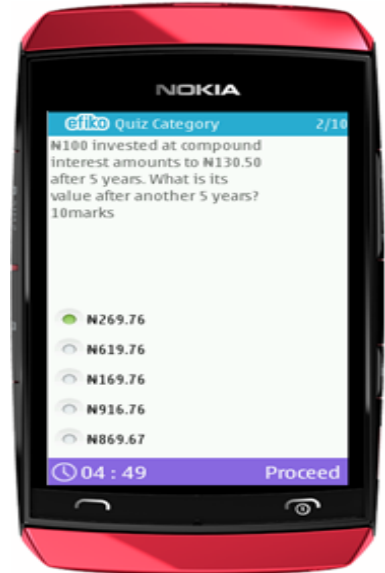 NOKIA
efiko Quiz Category 2/10
₦100 invested at compound
interest amounts to ₦130.50
after 5 years. What is its
value after another 5 years?
10marks
₦269.76
₦619.76
₦169.76
₦916.76
₦869.67
04 : 49 Proceed